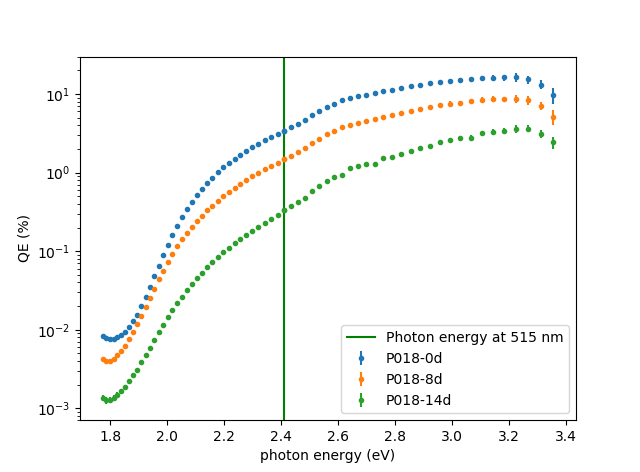 10¹
10⁰
10⁻¹
10⁻²
10⁻³
QE (%)
1.8 2.0 2.2 2.4 2.6 2.8 3.0 3.2 3.4
photon energy (eV)
Photon energy at 515 nm
P018-0d
P018-8d
P018-14d